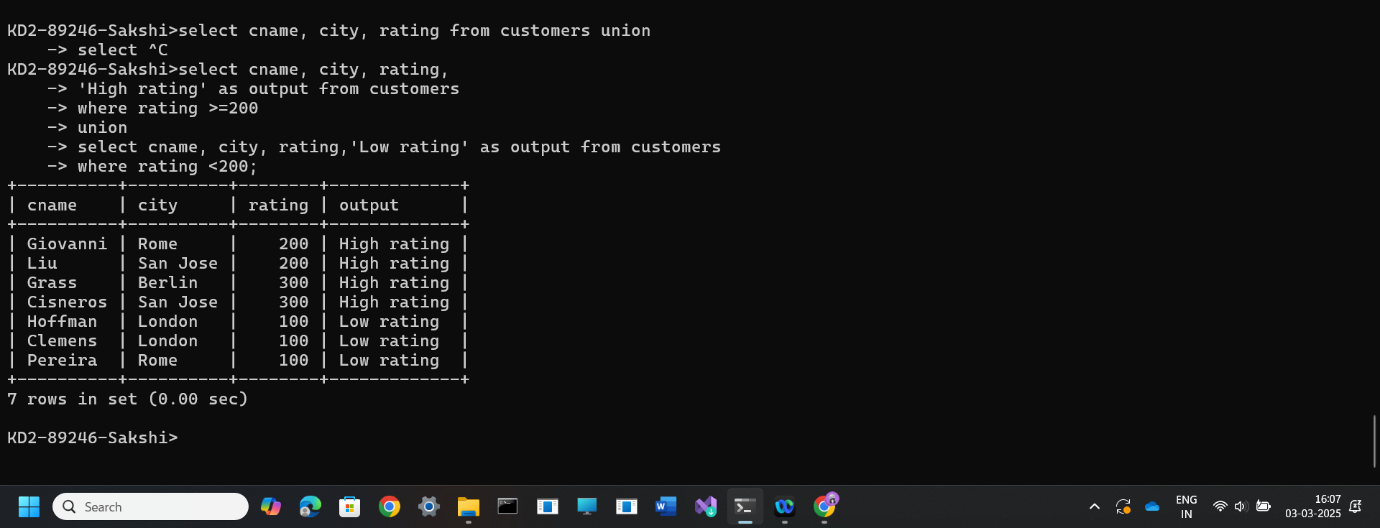 KD2-89246-Sakshi>select cname, city, rating from customers union
    -> select ^C
KD2-89246-Sakshi>select cname, city, rating,
    -> 'High rating' as output from customers
    -> where rating >=200
    -> union
    -> select cname, city, rating,'Low rating' as output from customers
    -> where rating <200;
+----------+----------+--------+-------------+
| cname    | city     | rating | output      |
+----------+----------+--------+-------------+
| Giovanni | Rome     |    200 | High rating |
| Liu      | San Jose |    200 | High rating |
| Grass    | Berlin   |    300 | High rating |
| Cisneros | San Jose |    300 | High rating |
| Hoffman  | London   |    100 | Low rating  |
| Clemens  | London   |    100 | Low rating  |
| Pereira  | Rome     |    100 | Low rating  |
+----------+----------+--------+-------------+
7 rows in set (0.00 sec)
KD2-89246-Sakshi>
Search
ENG
IN
16:07
03-03-2025